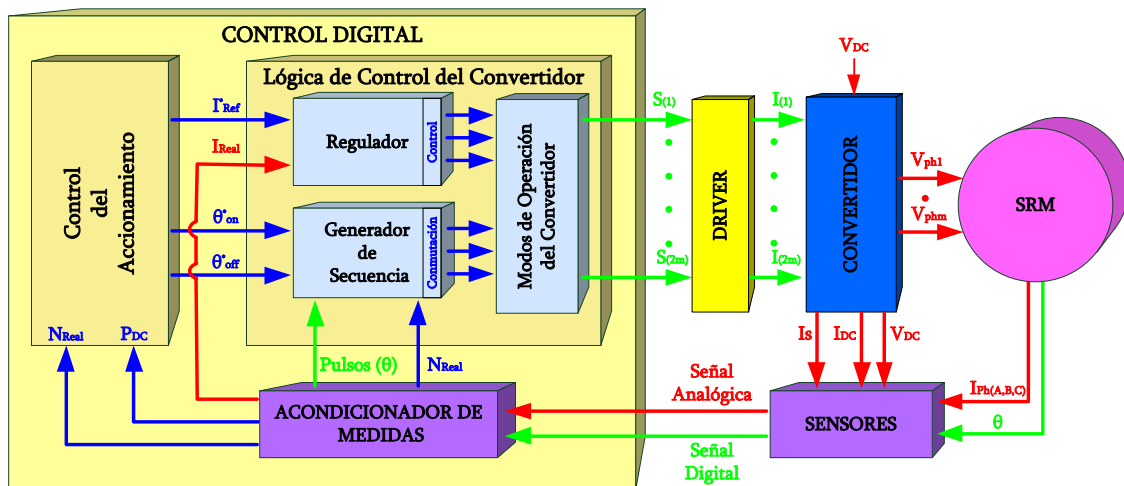 CONTROL DIGITAL
Control
del
Accionamiento
Lógica de Control del Convertidor
I*Ref
IReal
θ*on
θ*off
NReal
PDC
Regulador
Control
Generador
de
Secuencia
Conmutación
Modos de Operación
del Convertidor
Pulsos (θ)
NReal
ACONDICIONADOR DE
MEDIDAS
S(1)
S(2m)
DRIVER
I(1)
I(2m)
VDC
CONVERTIDOR
Vph1
Vphm
SRM
Is
IDC
VDC
IPh(A,B,C)
θ
SENSORES
Señal
Analógica
Señal
Digital